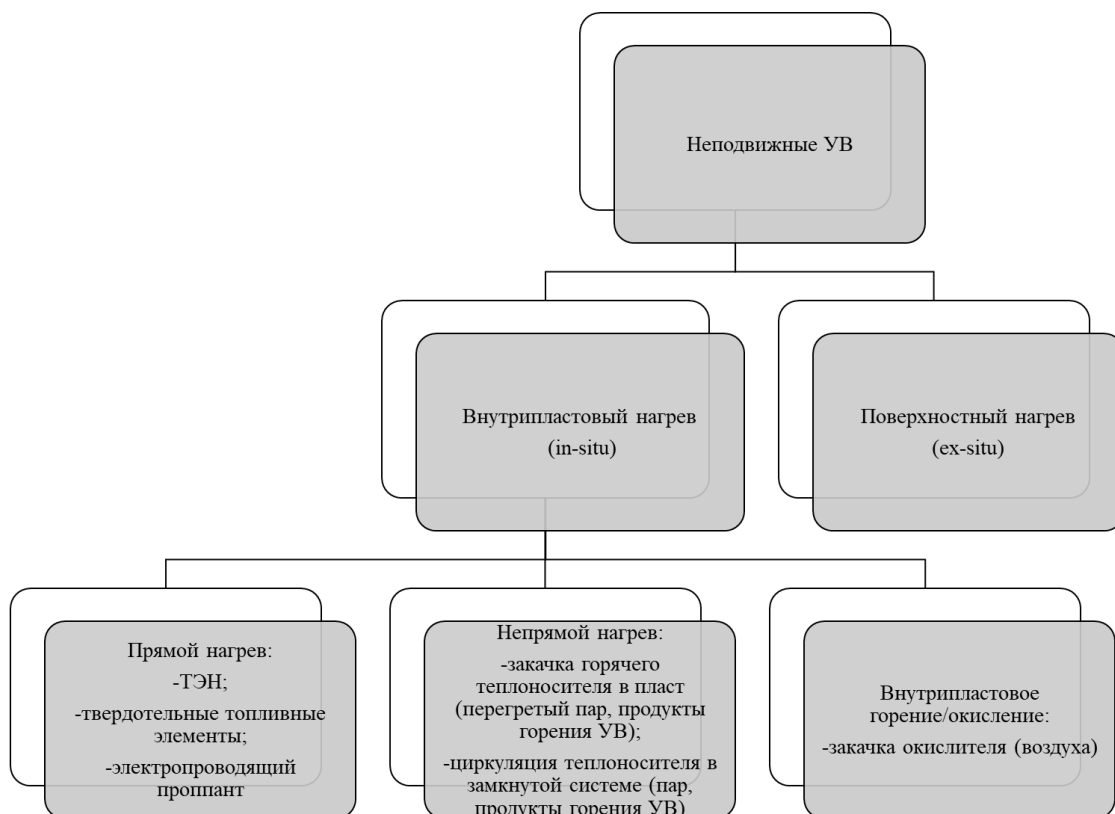 Неподвижные УВ
Внутрипластовый нагрев
(in-situ)
Поверхностный нагрев
(ex-situ)
Прямой нагрев:
-ТЭН;
-твердотельные топливные
элементы;
-электропроводящий
проппант
Непрямой нагрев:
-закачка горячего
теплоносителя в пласт
(перегретый пар, продукты
горения УВ);
-циркуляция теплоносителя в
замкнутой системе (пар,
продукты горения УВ)
Внутрипластовое
горение/окисление:
-закачка окислителя (воздуха)